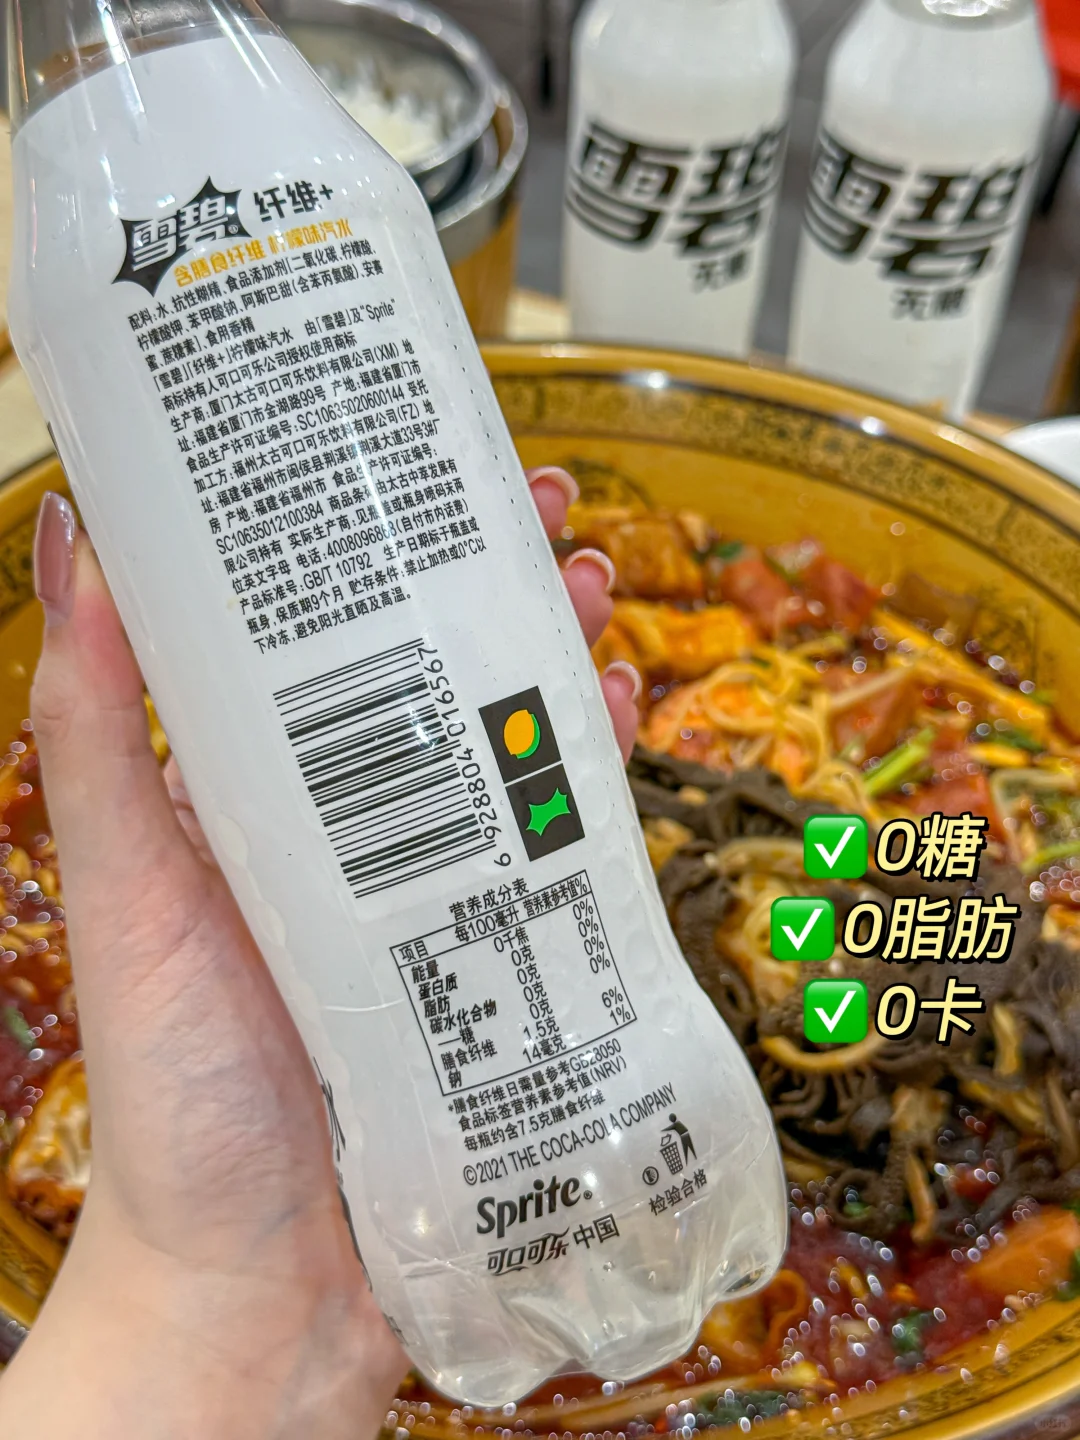 雪碧
无糖
雪碧
无糖
雪碧® 纤维+
含膳食纤维 柠檬味汽水
配料:水、抗性糊精、食品添加剂(二氧化碳、柠檬酸、
柠檬酸钾、苯甲酸钠、阿斯巴甜(含苯丙氨酸)、安赛
蜜、蔗糖素)、食用香精
「雪碧」「纤维+」柠檬味汽水 由「雪碧」及"Sprite"
商标持有人可口可乐公司授权使用商标
生产商:厦门太古可口可乐饮料有限公司(XM) 地
址:福建省厦门市金湖路99号 产地:福建省厦门市
食品生产许可证编号:SC10635020600144 受托
加工方:福州太古可口可乐饮料有限公司(FZ) 地
址:福建省福州市闽侯县荆溪镇荆溪大道33号3#厂
房 产地:福建省福州市 食品生产许可证编号:
SC10635012100384 商品条码由太古中萃发展有
限公司持有 实际生产商:见瓶盖或瓶身喷码末两
位英文字母 电话:4008096868(自付市内话费)
产品标准号:GB/T 10792 生产日期标于瓶盖或
瓶身,保质期9个月 贮存条件:禁止加热或0°C以
下冷冻,避免阳光直晒及高温。
6 928804 016567
营养成分表
项目 每100毫升 营养素参考值%
能量 0千焦 0%
蛋白质 0克 0%
脂肪 0克 0%
碳水化合物 0克 0%
—糖 0克
膳食纤维 1.5克 6%
钠 14毫克 1%
*膳食纤维日需量参考GB28050
食品标签营养素参考值(NRV)
每瓶约含7.5克膳食纤维
©2021 THE COCA-COLA COMPANY
Sprite®
可口可乐中国
检验合格
0糖
0脂肪
0卡